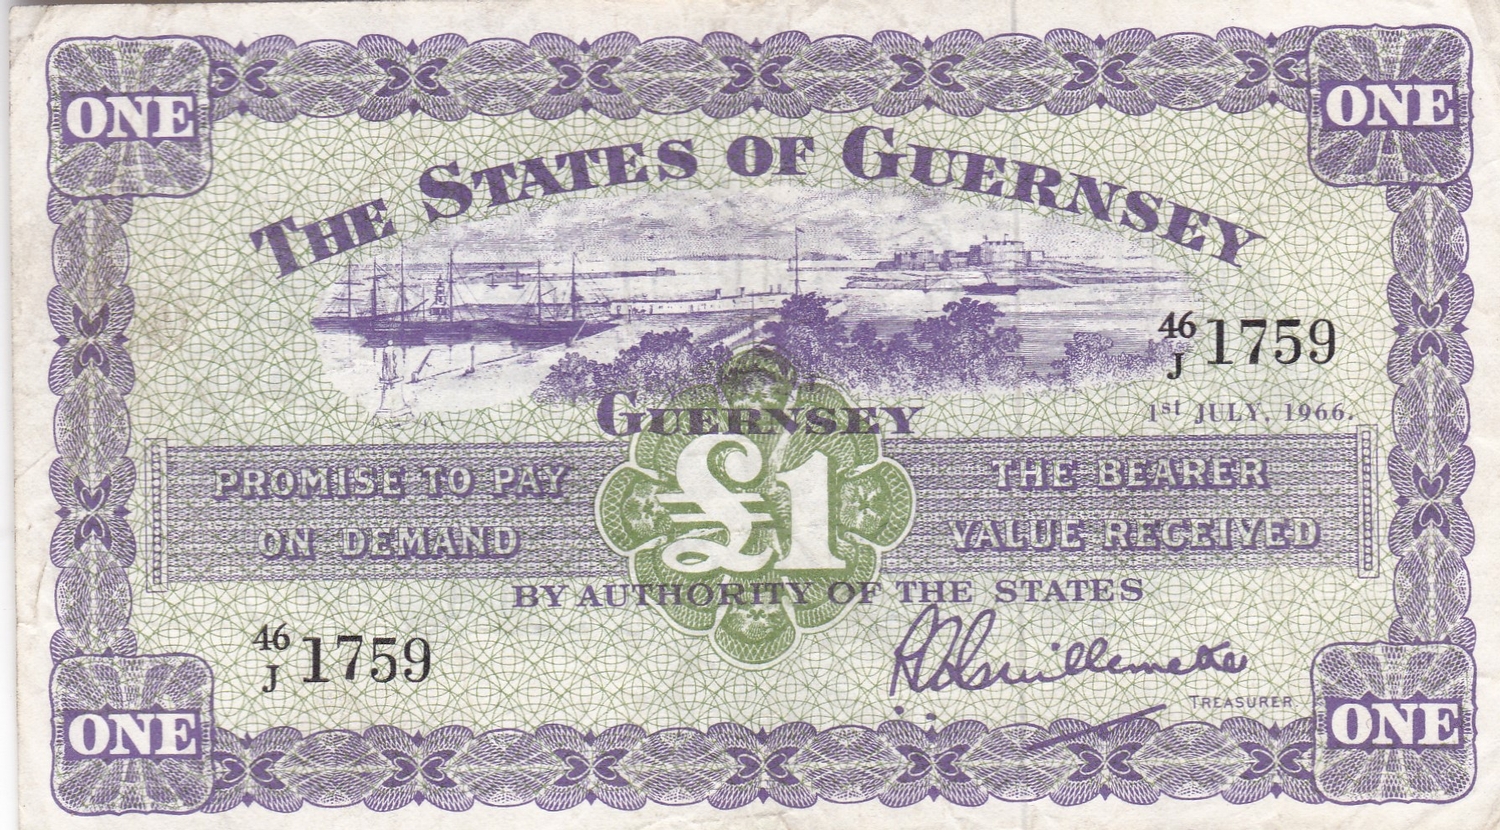 ONE
ONE
THE STATES OF GUERNSEY
46/J 1759
1st JULY, 1966.
GUERNSEY
PROMISE TO PAY
ON DEMAND
£1
THE BEARER
VALUE RECEIVED
BY AUTHORITY OF THE STATES
46/J 1759
TREASURER
ONE
ONE